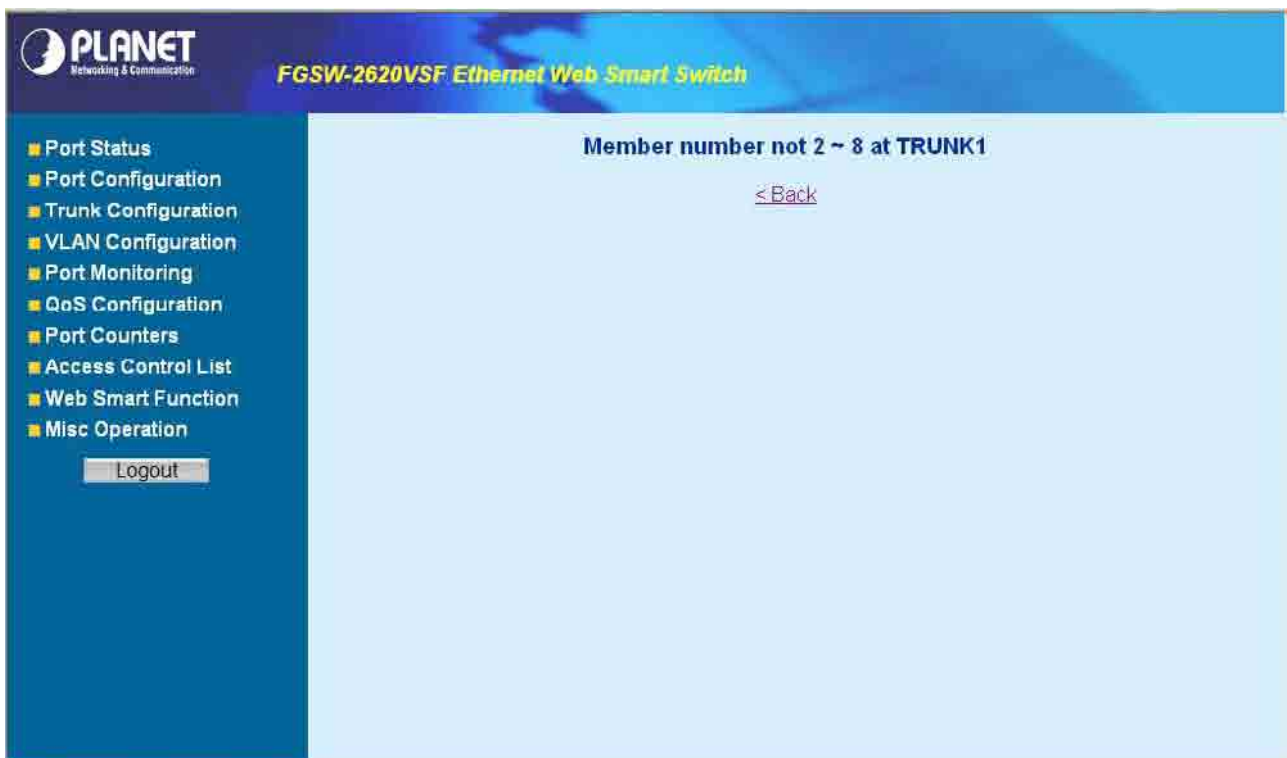 PLANET
Networking & Communication
FGSW-2620VSF Ethernet Web Smart Switch
Port Status
Port Configuration
Trunk Configuration
VLAN Configuration
Port Monitoring
QoS Configuration
Port Counters
Access Control List
Web Smart Function
Misc Operation
Logout
Member number not 2 ~ 8 at TRUNK1
< Back